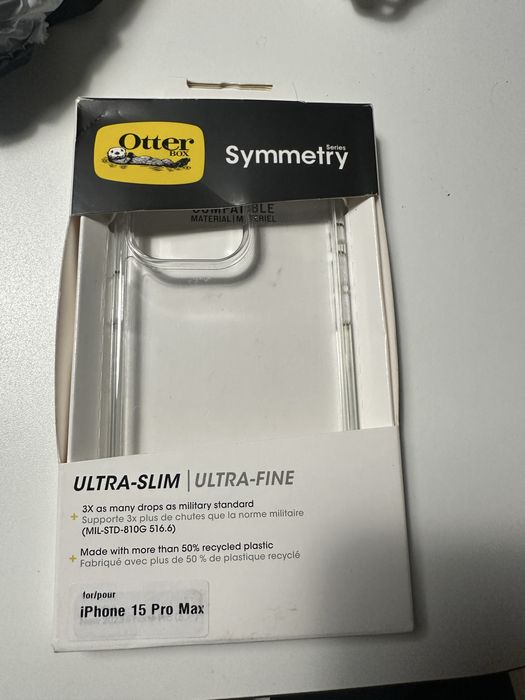 Otter
BOX
Symmetry
Series
COMPATIBLE
MATERIAL | MATÉRIEL
ULTRA-SLIM | ULTRA-FINE
+ 3X as many drops as military standard
Supporte 3x plus de chutes que la norme militaire
(MIL-STD-810G 516.6)
+ Made with more than 50% recycled plastic
Fabriqué avec plus de 50 % de plastique recyclé
for/pour
iPhone 15 Pro Max